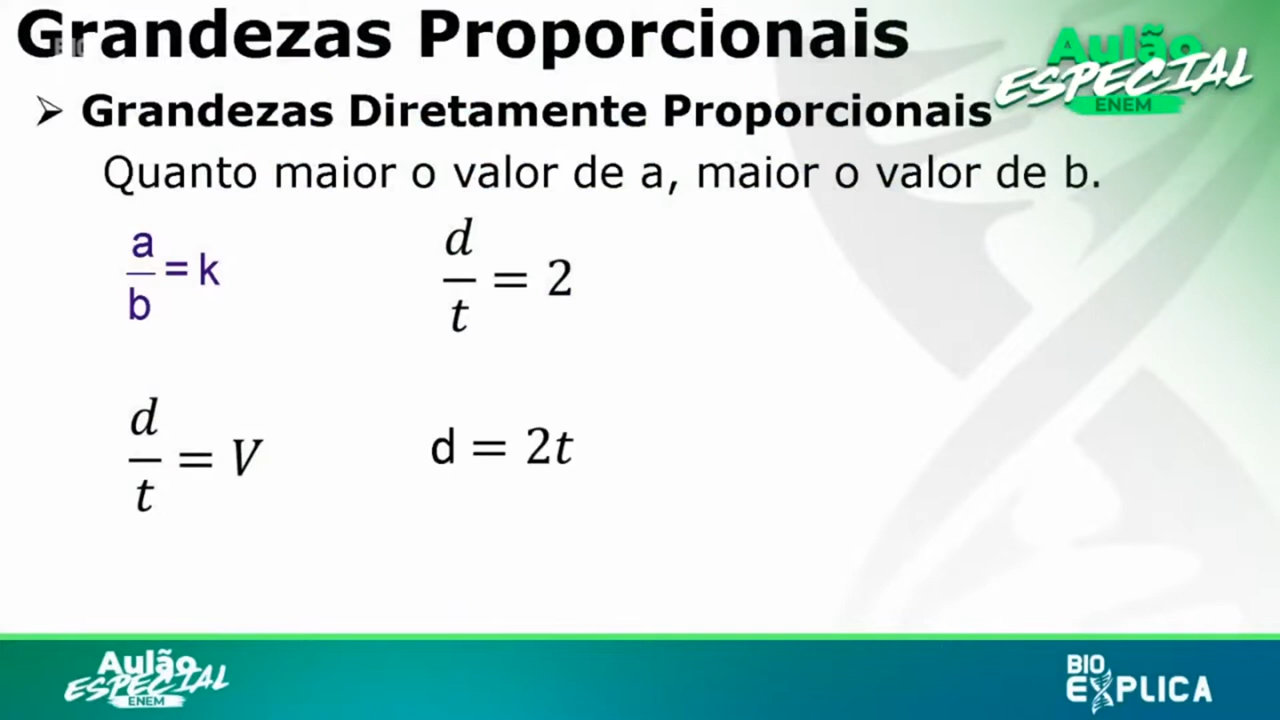 Grandezas Proporcionais
Aulão
ESPECIAL
ENEM
➢ Grandezas Diretamente Proporcionais
Quanto maior o valor de a, maior o valor de b.
a/b = k
d/t = 2
d/t = V
d = 2t
Aulão
ESPECIAL
ENEM
BIO
EXPLICA